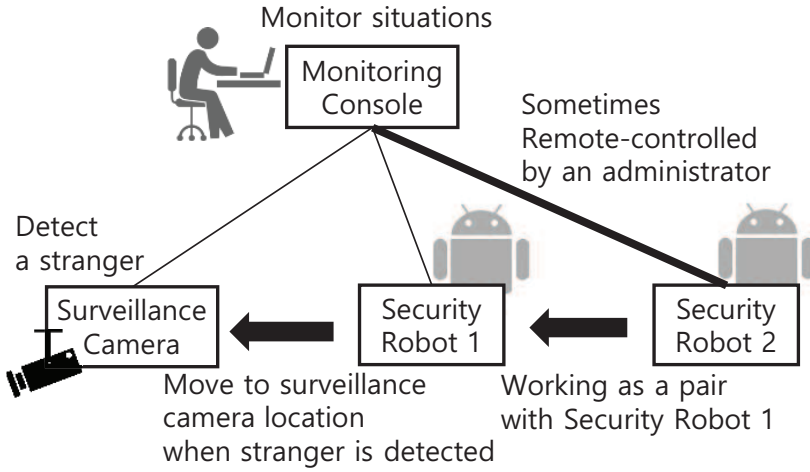 Monitor situations
Monitoring
Console
Sometimes
Remote-controlled
by an administrator
Detect
a stranger
Surveillance
Camera
Security
Robot 1
Security
Robot 2
Move to surveillance
camera location
when stranger is detected
Working as a pair
with Security Robot 1